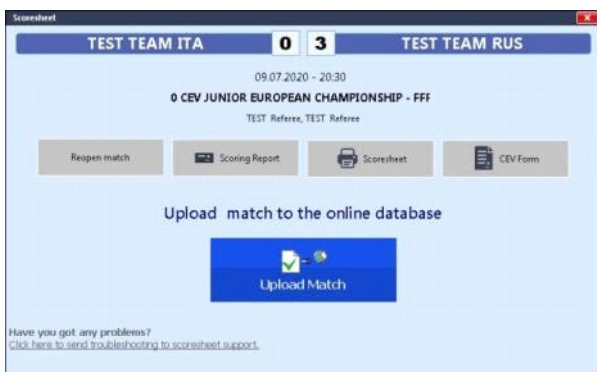 Scoresheet
TEST TEAM ITA 0 3 TEST TEAM RUS
09.07.2020 - 20:30
0 CEV JUNIOR EUROPEAN CHAMPIONSHIP - FFF
TEST Referee, TEST Referee
Reopen match Scoring Report Scoresheet CEV Form
Upload match to the online database
Upload Match
Have you got any problems?
Click here to send troubleshooting to scoresheet support.